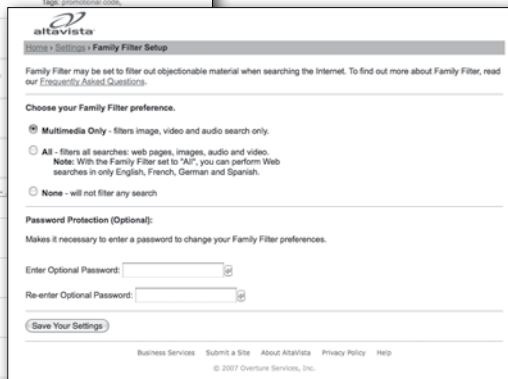 tags: promotional code,
altavista
Home › Settings › Family Filter Setup
Family Filter may be set to filter out objectionable material when searching the Internet. To find out more about Family Filter, read
our Frequently Asked Questions.
Choose your Family Filter preference.
Multimedia Only - filters image, video and audio search only.
All - filters all searches: web pages, images, audio and video.
Note: With the Family Filter set to "All", you can perform Web
searches in only English, French, German and Spanish.
None - will not filter any search
Password Protection (Optional):
Makes it necessary to enter a password to change your Family Filter preferences.
Enter Optional Password:
Re-enter Optional Password:
Save Your Settings
Business Services Submit a Site About AltaVista Privacy Policy Help
© 2007 Overture Services, Inc.